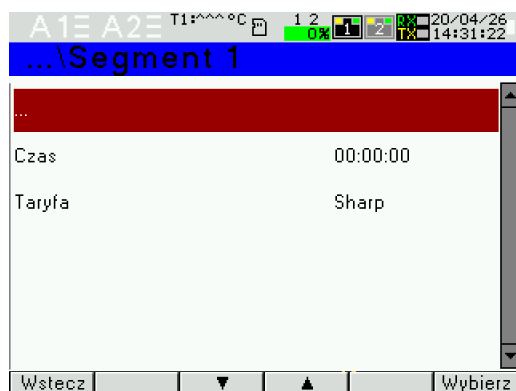 A1 A2 T1:^^^°C 1 2 0% 1 2 RX TX 20/04/26 14:31:22
...\Segment 1
...
Czas 00:00:00
Taryfa Sharp
Wstecz ▼ ▲ Wybierz